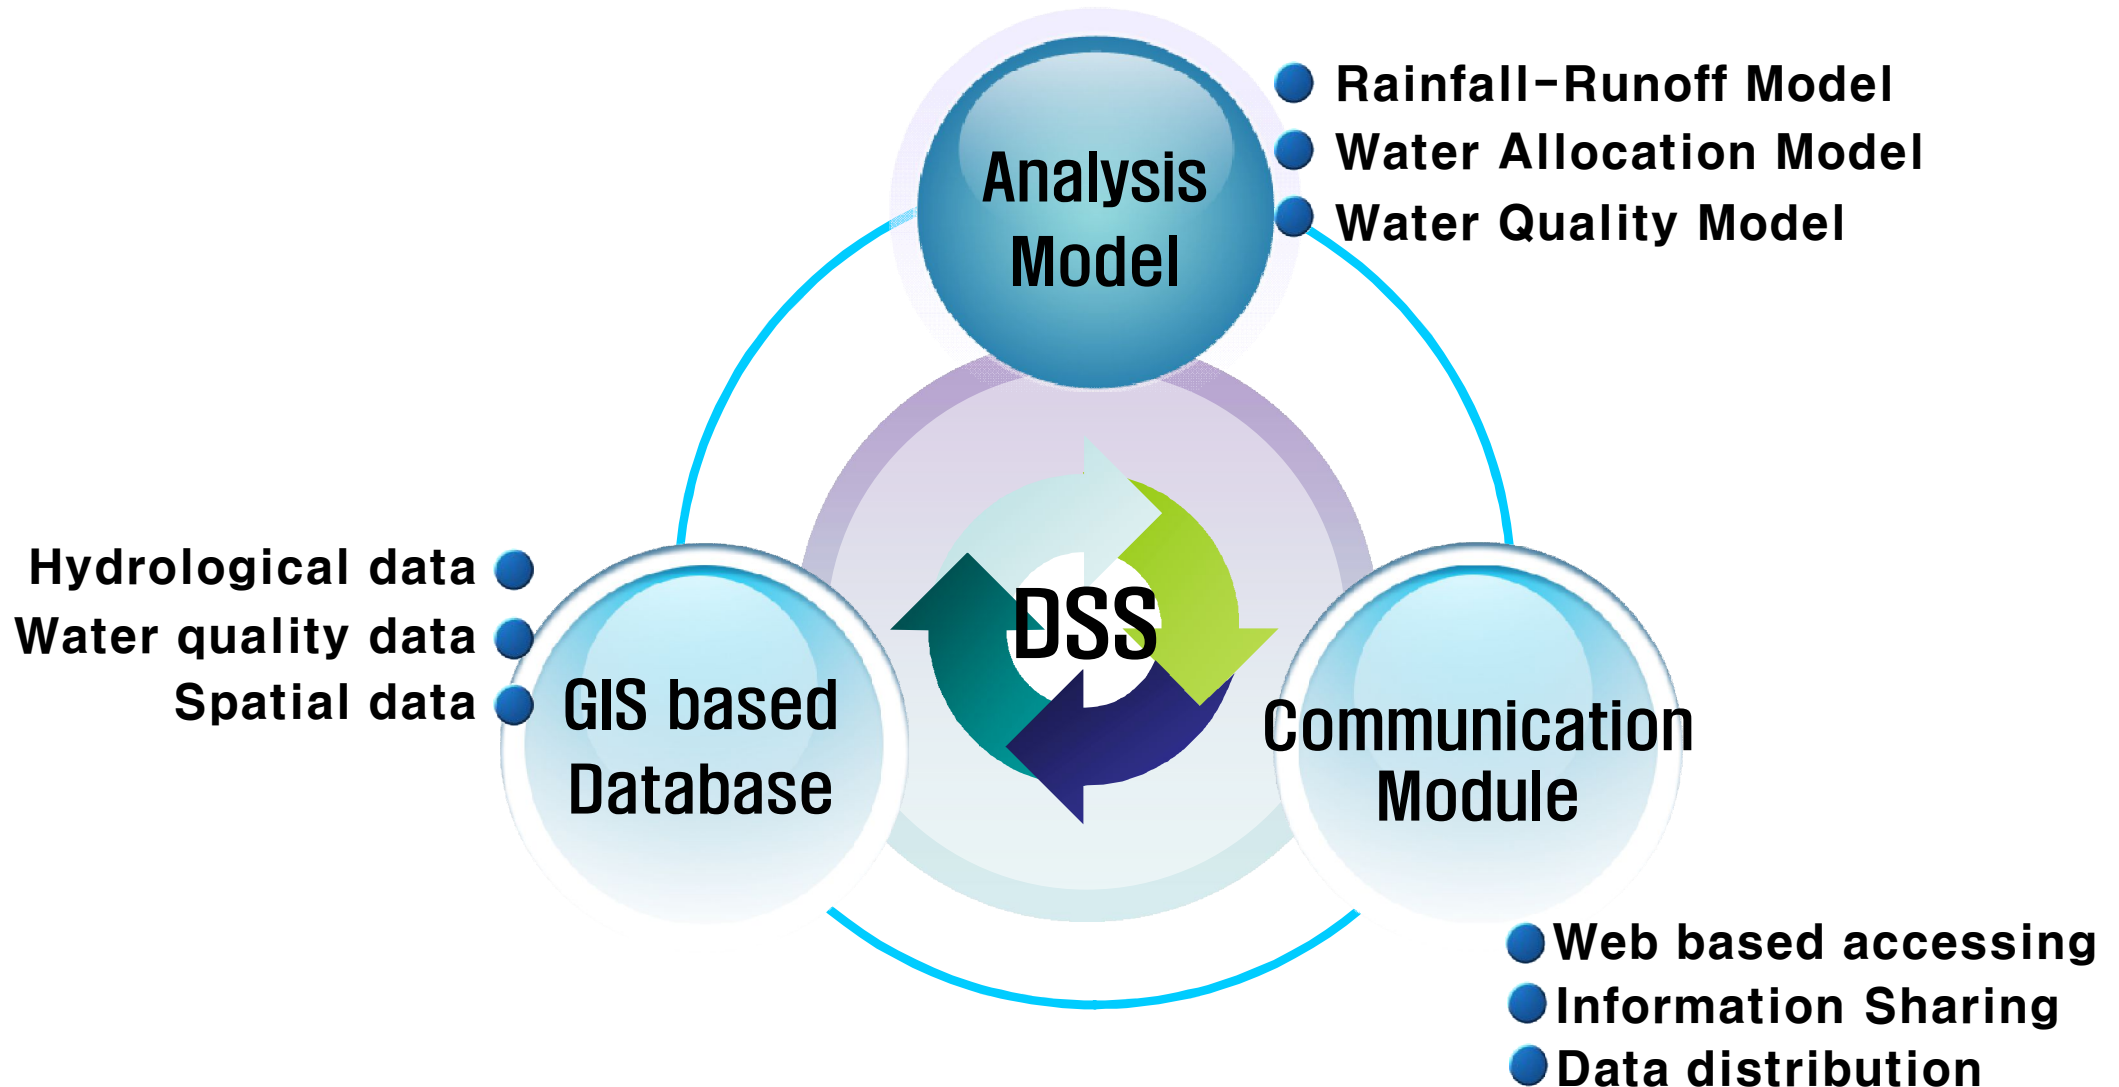 Analysis
Model
Rainfall-Runoff Model
Water Allocation Model
Water Quality Model
Hydrological data
Water quality data
Spatial data
GIS based
Database
DSS
Communication
Module
Web based accessing
Information Sharing
Data distribution